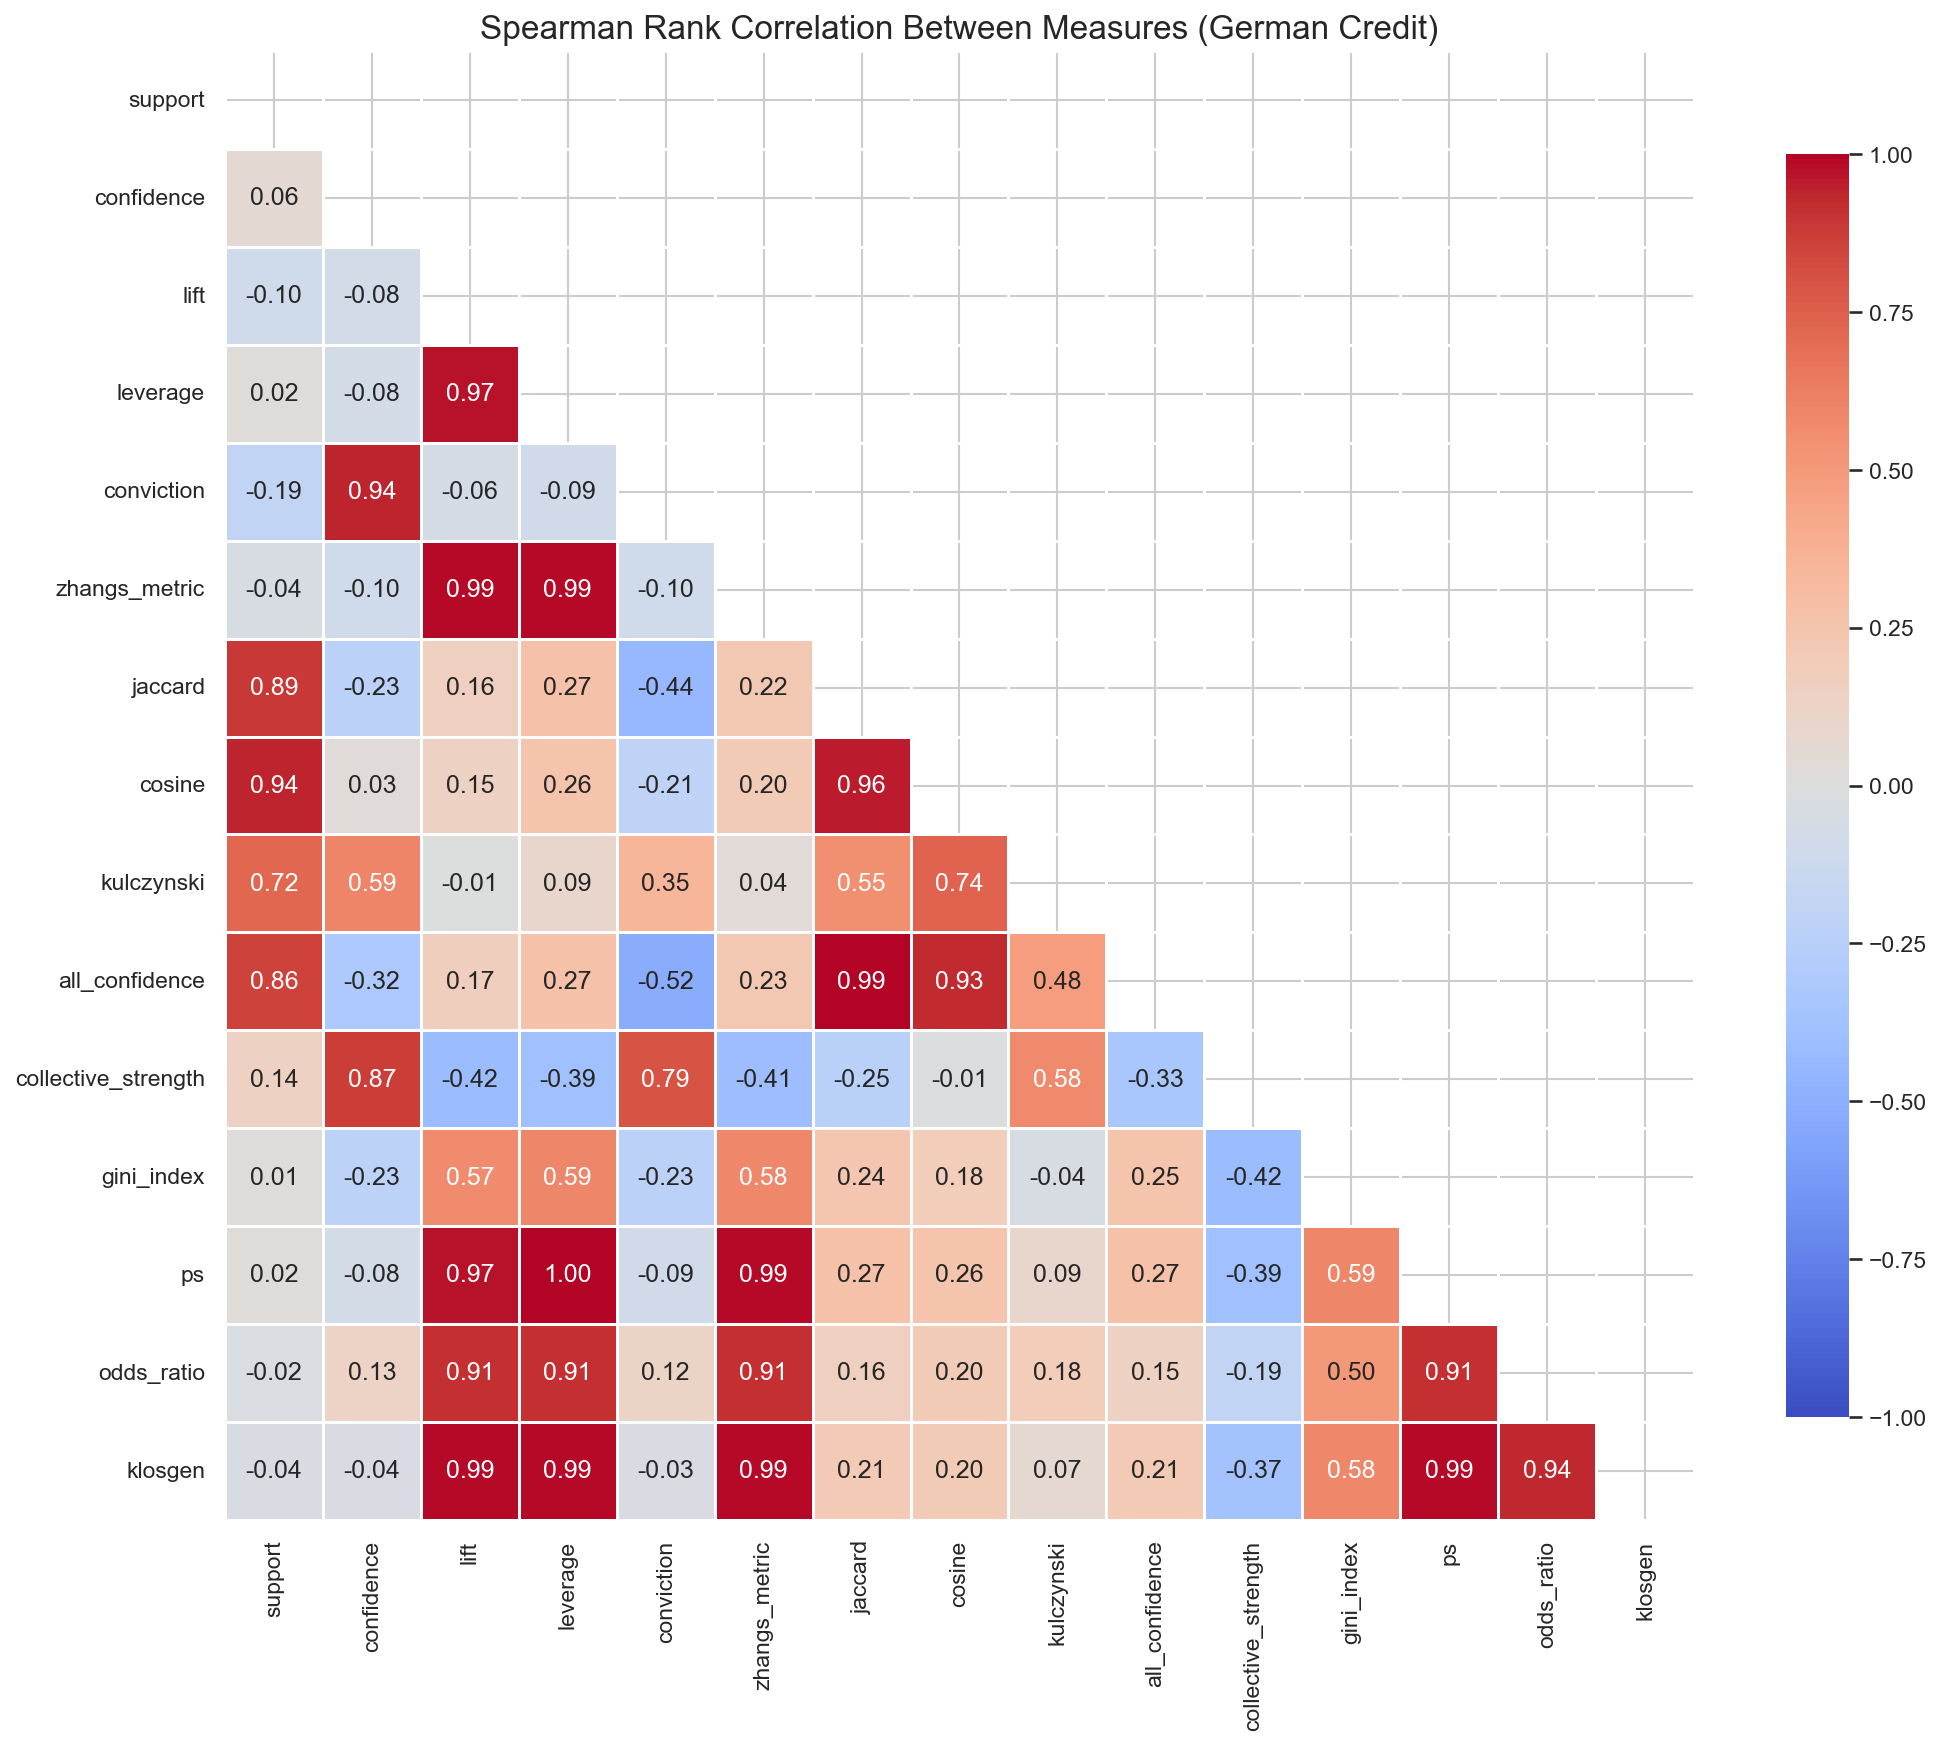 Spearman Rank Correlation Between Measures (German Credit)
support
confidence 0.06
lift -0.10 -0.08
leverage 0.02 -0.08 0.97
conviction -0.19 0.94 -0.06 -0.09
zhangs_metric -0.04 -0.10 0.99 0.99 -0.10
jaccard 0.89 -0.23 0.16 0.27 -0.44 0.22
cosine 0.94 0.03 0.15 0.26 -0.21 0.20 0.96
kulczynski 0.72 0.59 -0.01 0.09 0.35 0.04 0.55 0.74
all_confidence 0.86 -0.32 0.17 0.27 -0.52 0.23 0.99 0.93 0.48
collective_strength 0.14 0.87 -0.42 -0.39 0.79 -0.41 -0.25 -0.01 0.58 -0.33
gini_index 0.01 -0.23 0.57 0.59 -0.23 0.58 0.24 0.18 -0.04 0.25 -0.42
ps 0.02 -0.08 0.97 1.00 -0.09 0.99 0.27 0.26 0.09 0.27 -0.39 0.59
odds_ratio -0.02 0.13 0.91 0.91 0.12 0.91 0.16 0.20 0.18 0.15 -0.19 0.50 0.91
klosgen -0.04 -0.04 0.99 0.99 -0.03 0.99 0.21 0.20 0.07 0.21 -0.37 0.58 0.99 0.94
support
confidence
lift
leverage
conviction
zhangs_metric
jaccard
cosine
kulczynski
all_confidence
collective_strength
gini_index
ps
odds_ratio
klosgen
1.00
0.75
0.50
0.25
0.00
−0.25
−0.50
−0.75
−1.00